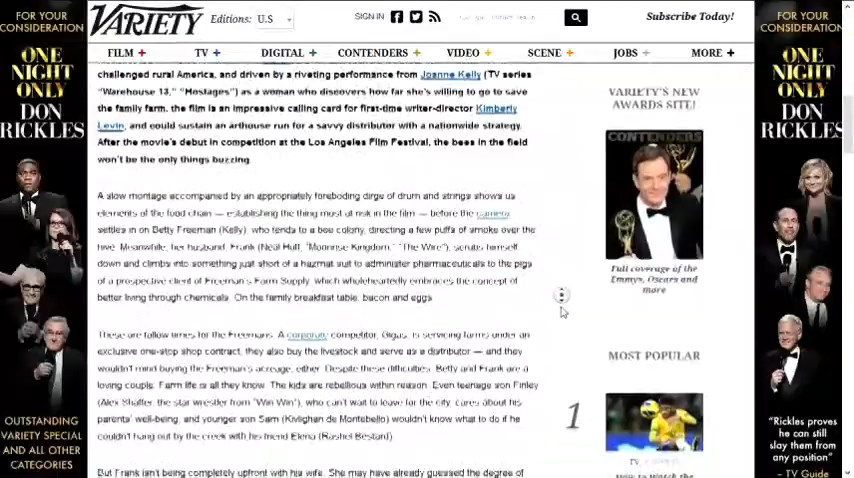 FOR YOUR
CONSIDERATION
ONE
NIGHT
ONLY
DON
RICKLES
OUTSTANDING
VARIETY SPECIAL
AND ALL OTHER
CATEGORIES
VARIETY
Editions: U.S
SIGN IN
Subscribe Today!
FILM + TV + DIGITAL + CONTENDERS + VIDEO + SCENE + JOBS + MORE +
challenged rural America, and driven by a riveting performance from Joanne Kelly (TV series
"Warehouse 13," "Hostages") as a woman who discovers how far she's willing to go to save
the family farm, the film is an impressive calling card for first-time writer-director Kimberly
Levin, and could sustain an arthouse run for a savvy distributor with a nationwide strategy.
After the movie's debut in competition at the Los Angeles Film Festival, the bees in the field
won't be the only things buzzing.
A slow montage accompanied by an appropriately foreboding dirge of drum and strings shows us
elements of the food chain — establishing the thing most at risk in the film — before the camera
settles in on Betty Freeman (Kelly), who tends to a bee colony, directing a few puffs of smoke over the
hive. Meanwhile, her husband, Frank (Neal Huff, "Moonrise Kingdom," "The Wire"), scrubs himself
down and climbs into something just short of a hazmat suit to administer pharmaceuticals to the pigs
of a prospective client of Freeman's Farm Supply, which wholeheartedly embraces the concept of
better living through chemicals. On the family breakfast table, bacon and eggs.
These are fallow times for the Freemans. A corporate competitor, Gigas, is servicing farms under an
exclusive one-stop shop contract; they also buy the livestock and serve as a distributor — and they
wouldn't mind buying the Freeman's acreage, either. Despite these difficulties, Betty and Frank are a
loving couple. Farm life is all they know. The kids are rebellious within reason. Even teenage son Finley
(Alex Shaffer, the star wrestler from "Win Win"), who can't wait to leave for the city, cares about his
parents' well-being, and younger son Sam (Kivlighan de Montebello) wouldn't know what to do if he
couldn't hang out by the creek with his friend Elena (Rashel Bestard).
But Frank isn't being completely upfront with his wife. She may have already guessed the degree of
VARIETY'S NEW
AWARDS SITE!
CONTENDERS
Full coverage of the
Emmys, Oscars and
more
MOST POPULAR
1
TV
How to Watch the
FOR YOUR
CONSIDERATION
ONE
NIGHT
ONLY
DON
RICKLES
"Rickles proves
he can still
slay them from
any position"
– TV Guide